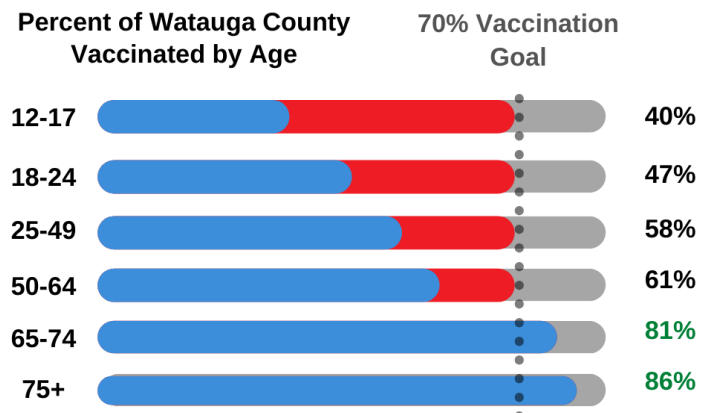 Percent of Watauga County
Vaccinated by Age
70% Vaccination
Goal
12-17 40%
18-24 47%
25-49 58%
50-64 61%
65-74 81%
75+ 86%